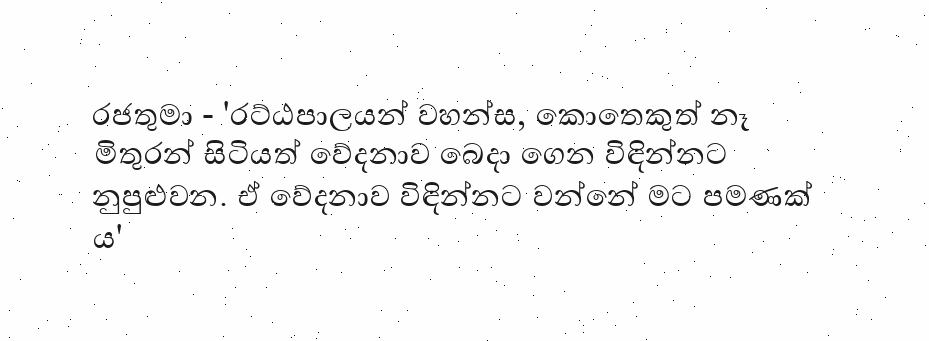 රජතුමා - 'රට්ඨපාලයන් වහන්ස, කොතෙකුත් නෑ
මිතුරන් සිටියත් වේදනාව බෙදා ගෙන විඳින්නට
නුපුළුවන. ඒ වේදනාව විඳින්නට වන්නේ මට පමණක්
ය'